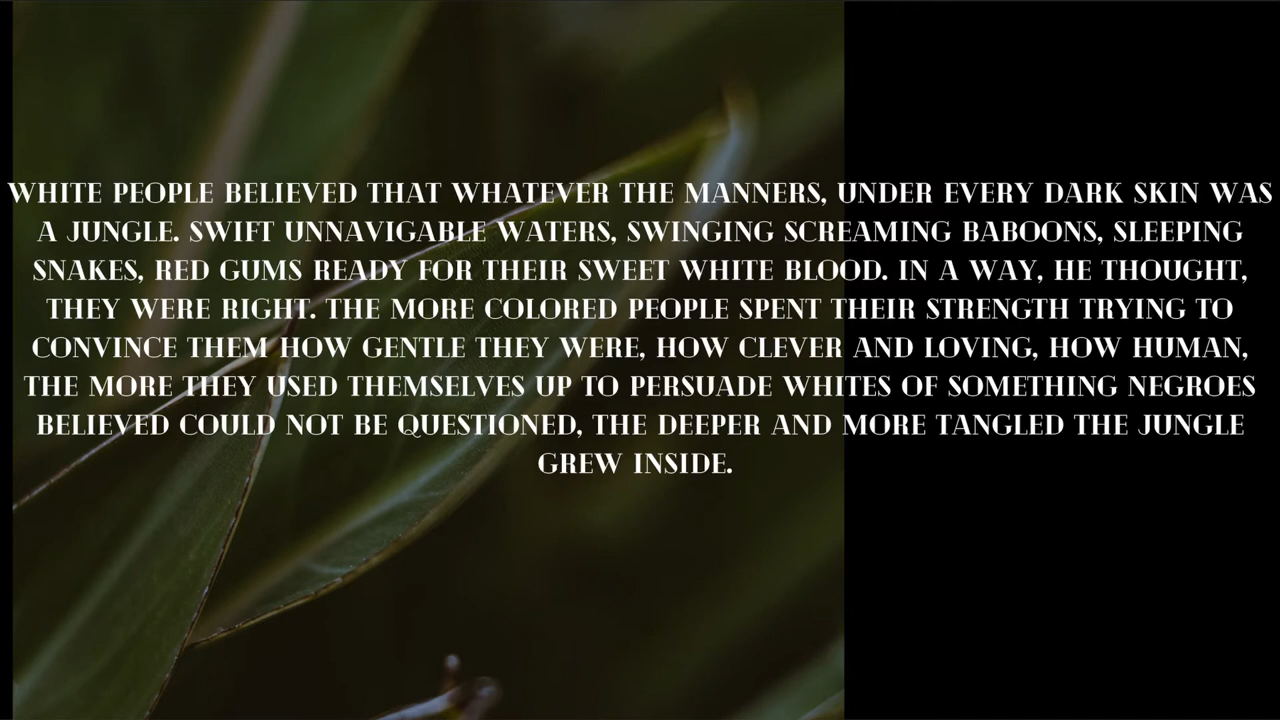 WHITE PEOPLE BELIEVED THAT WHATEVER THE MANNERS, UNDER EVERY DARK SKIN WAS
A JUNGLE. SWIFT UNNAVIGABLE WATERS, SWINGING SCREAMING BABOONS, SLEEPING
SNAKES, RED GUMS READY FOR THEIR SWEET WHITE BLOOD. IN A WAY, HE THOUGHT,
THEY WERE RIGHT. THE MORE COLORED PEOPLE SPENT THEIR STRENGTH TRYING TO
CONVINCE THEM HOW GENTLE THEY WERE, HOW CLEVER AND LOVING, HOW HUMAN,
THE MORE THEY USED THEMSELVES UP TO PERSUADE WHITES OF SOMETHING NEGROES
BELIEVED COULD NOT BE QUESTIONED, THE DEEPER AND MORE TANGLED THE JUNGLE
GREW INSIDE.